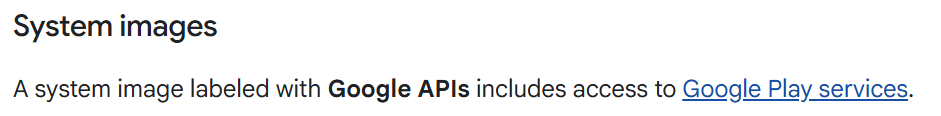 System images
A system image labeled with Google APIs includes access to Google Play services.